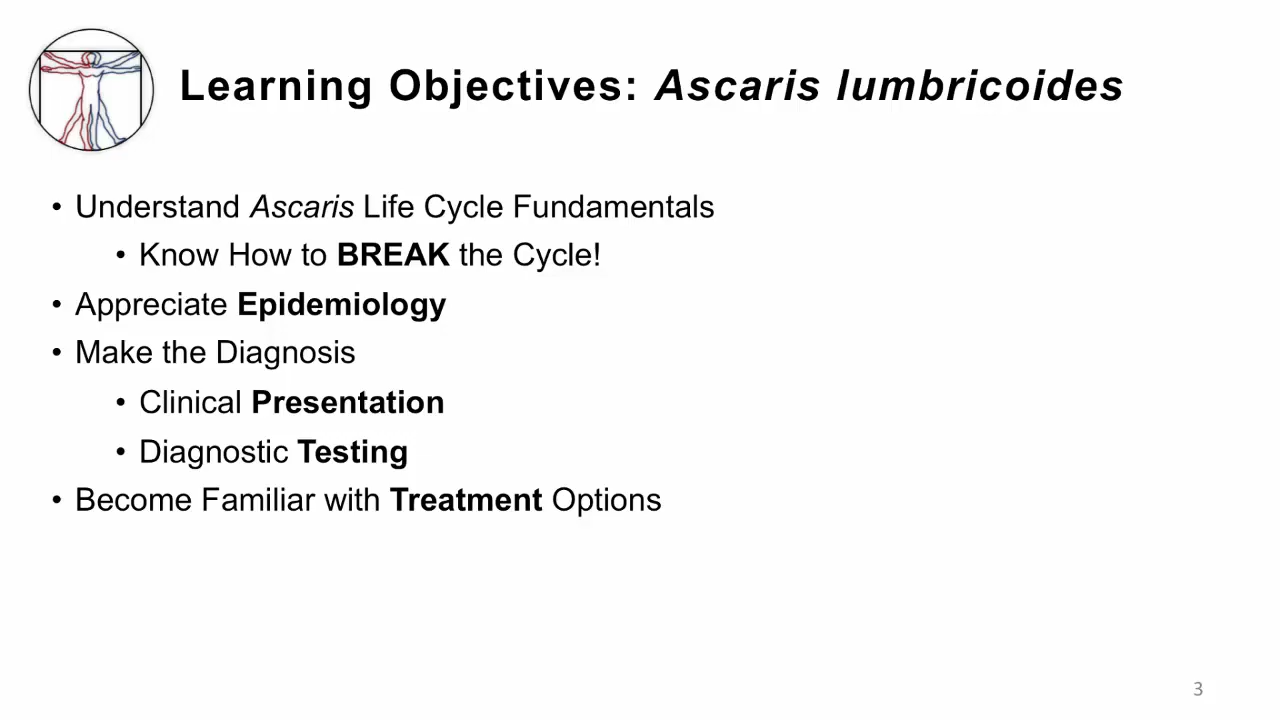 Learning Objectives: Ascaris lumbricoides
• Understand Ascaris Life Cycle Fundamentals
• Know How to BREAK the Cycle!
• Appreciate Epidemiology
• Make the Diagnosis
• Clinical Presentation
• Diagnostic Testing
• Become Familiar with Treatment Options
3